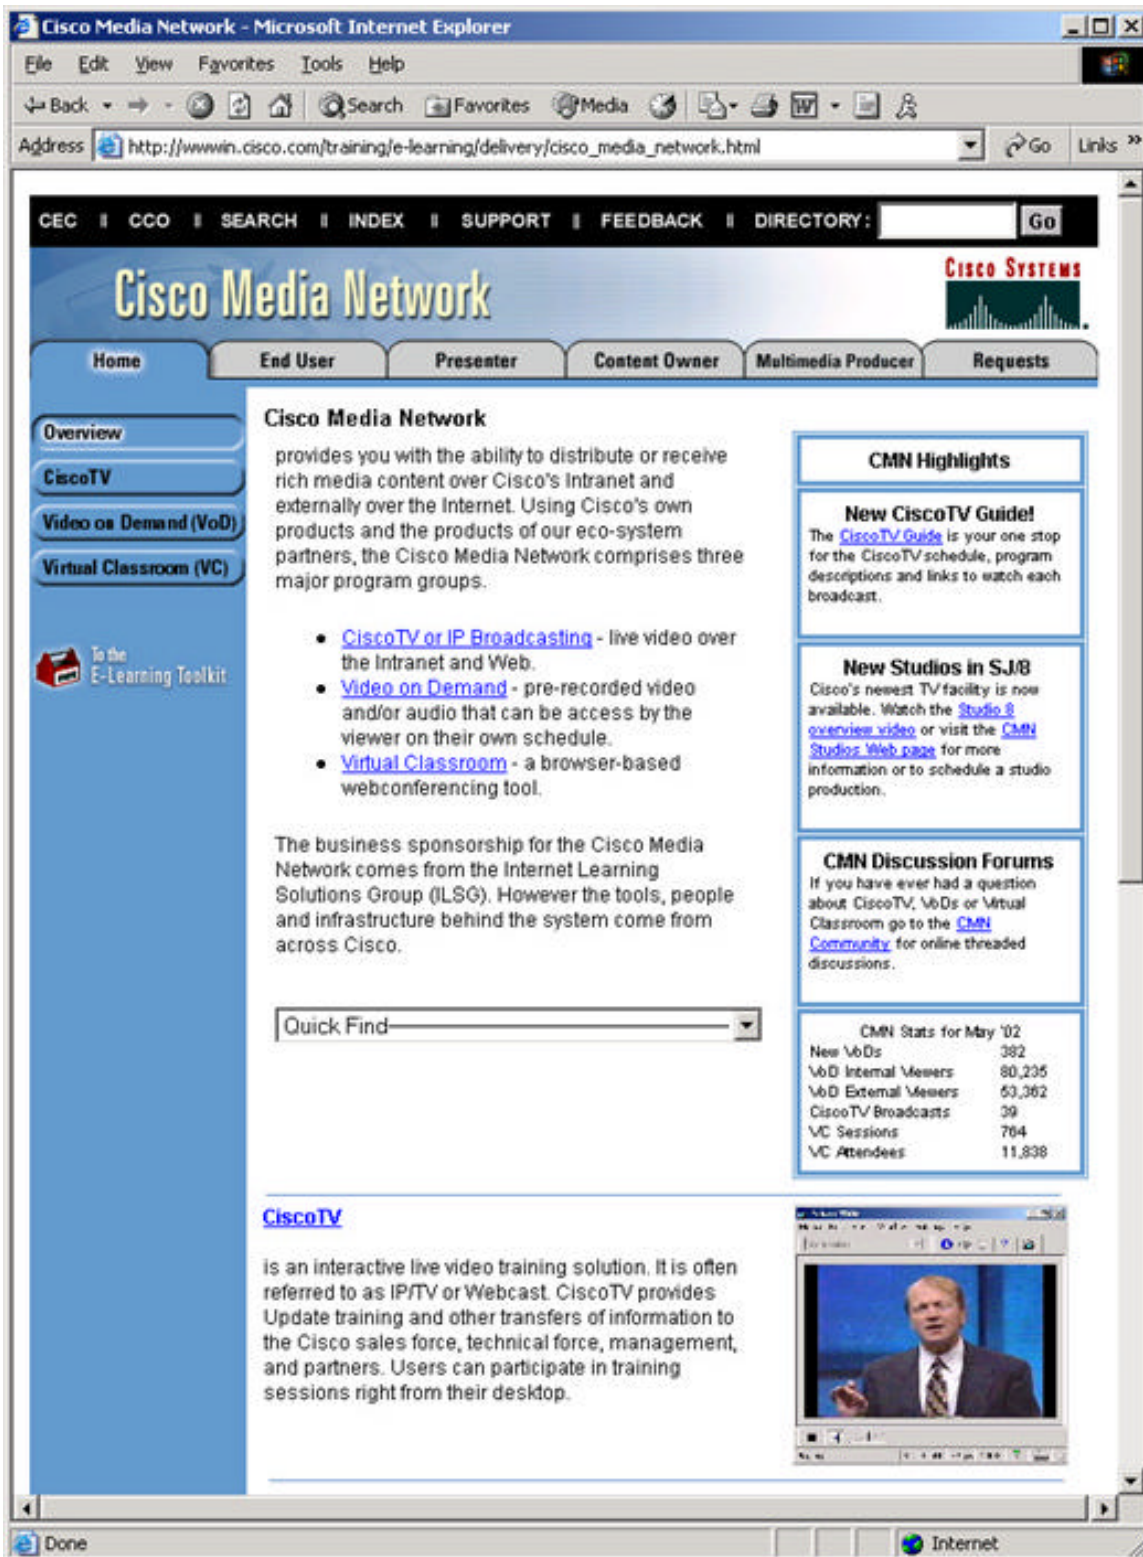 Cisco Media Network - Microsoft Internet Explorer
File Edit View Favorites Tools Help
Back Search Favorites Media
Address http://wwwin.cisco.com/training/e-learning/delivery/cisco_media_network.html Go Links »
CEC || CCO || SEARCH || INDEX || SUPPORT || FEEDBACK || DIRECTORY: Go
Cisco Media Network
CISCO SYSTEMS
Home End User Presenter Content Owner Multimedia Producer Requests
Overview
CiscoTV
Video on Demand (VoD)
Virtual Classroom (VC)
To the
E-Learning Toolkit
Cisco Media Network
provides you with the ability to distribute or receive
rich media content over Cisco's Intranet and
externally over the Internet. Using Cisco's own
products and the products of our eco-system
partners, the Cisco Media Network comprises three
major program groups.
• CiscoTV or IP Broadcasting - live video over
the Intranet and Web.
• Video on Demand - pre-recorded video
and/or audio that can be access by the
viewer on their own schedule.
• Virtual Classroom - a browser-based
webconferencing tool.
The business sponsorship for the Cisco Media
Network comes from the Internet Learning
Solutions Group (ILSG). However the tools, people
and infrastructure behind the system come from
across Cisco.
Quick Find
CMN Highlights
New CiscoTV Guide!
The CiscoTV Guide is your one stop
for the CiscoTV schedule, program
descriptions and links to watch each
broadcast.
New Studios in SJ/8
Cisco's newest TV facility is now
available. Watch the Studio 8
overview video or visit the CMN
Studios Web page for more
information or to schedule a studio
production.
CMN Discussion Forums
If you have ever had a question
about CiscoTV, VoDs or Virtual
Classroom go to the CMN
Community for online threaded
discussions.
CMN Stats for May '02
New VoDs 382
VoD Internal Viewers 80,235
VoD External Viewers 53,362
CiscoTV Broadcasts 39
VC Sessions 764
VC Attendees 11,838
CiscoTV
is an interactive live video training solution. It is often
referred to as IP/TV or Webcast. CiscoTV provides
Update training and other transfers of information to
the Cisco sales force, technical force, management,
and partners. Users can participate in training
sessions right from their desktop.
Done Internet